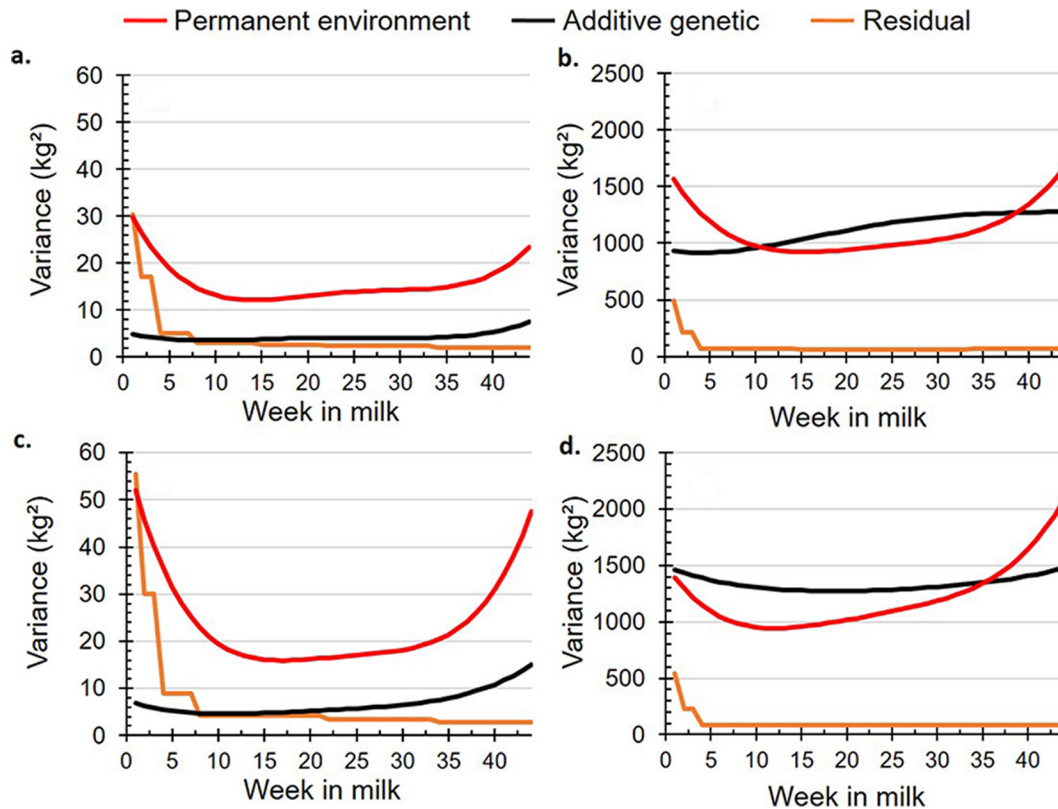 Permanent environment Additive genetic Residual
a.
60
50
40
30
20
10
0
Variance (kg²)
0 5 10 15 20 25 30 35 40
Week in milk
b.
2500
2000
1500
1000
500
0
Variance (kg²)
0 5 10 15 20 25 30 35 40
Week in milk
c.
60
50
40
30
20
10
0
Variance (kg²)
0 5 10 15 20 25 30 35 40
Week in milk
d.
2500
2000
1500
1000
500
0
Variance (kg²)
0 5 10 15 20 25 30 35 40
Week in milk